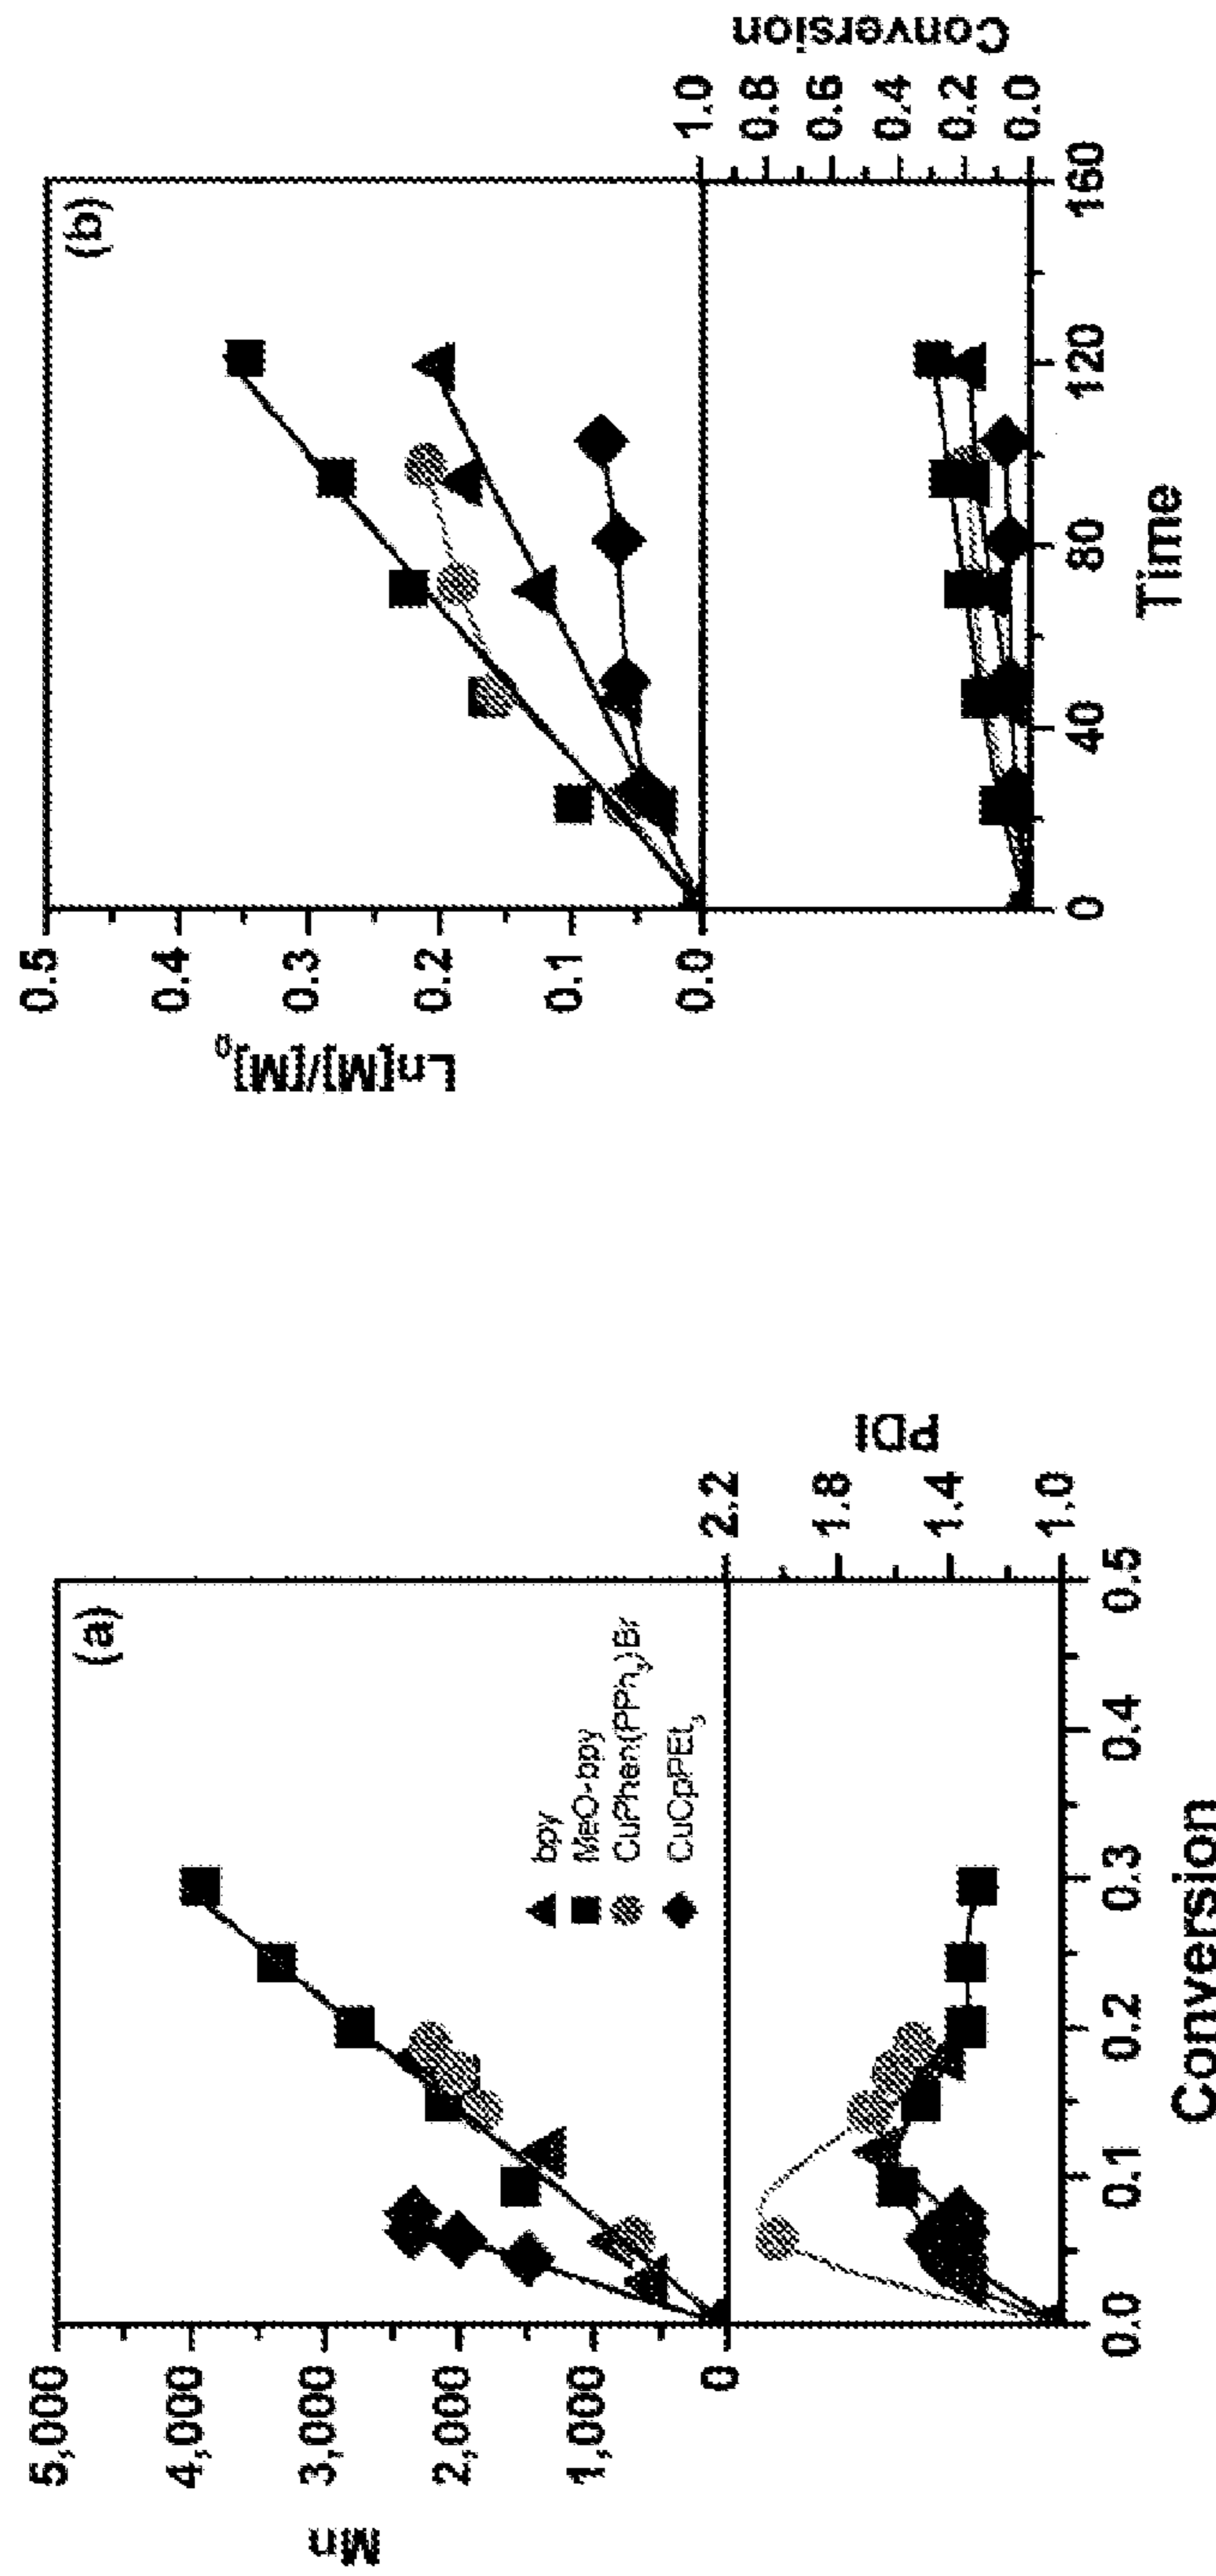 (a)
Mn
5,000
4,000
3,000
2,000
1,000
0
bpy
MeO-bpy
CuPhen(PPh3)Br
CuCpPEt3
PDI
2.2
1.8
1.4
1.0
0.0
0.1
0.2
0.3
0.4
0.5
Conversion
(b)
Ln[M]/[M]0
0.5
0.4
0.3
0.2
0.1
0.0
Conversion
1.0
0.8
0.6
0.4
0.2
0.0
0
40
80
120
160
Time